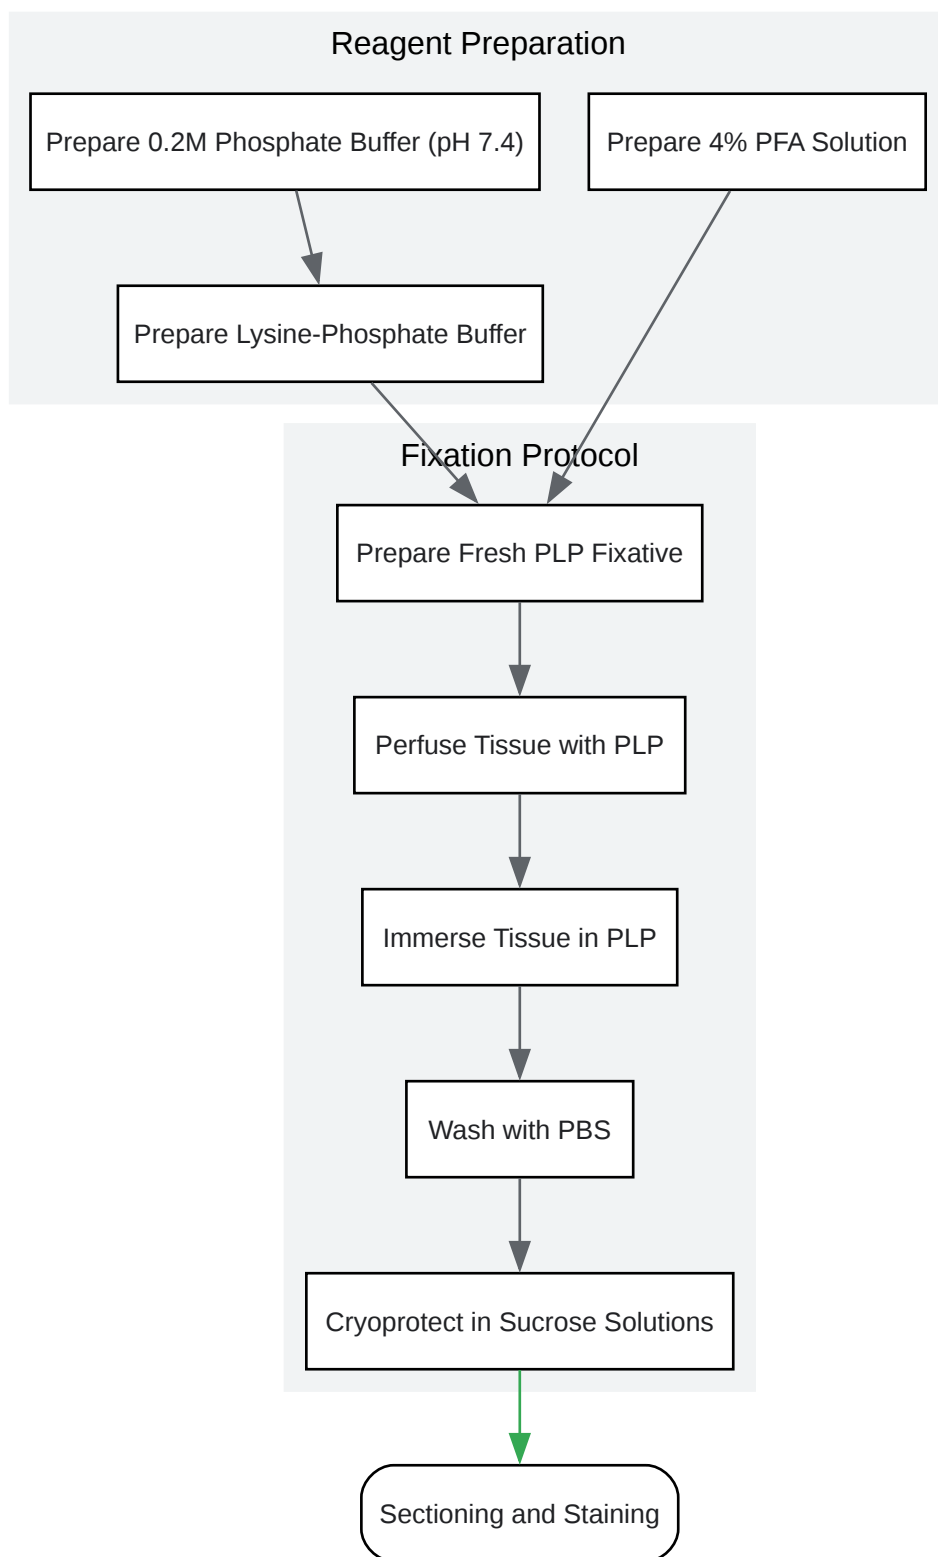 Reagent Preparation
Prepare 0.2M Phosphate Buffer (pH 7.4)
Prepare 4% PFA Solution
Prepare Lysine-Phosphate Buffer
Fixation Protocol
Prepare Fresh PLP Fixative
Perfuse Tissue with PLP
Immerse Tissue in PLP
Wash with PBS
Cryoprotect in Sucrose Solutions
Sectioning and Staining